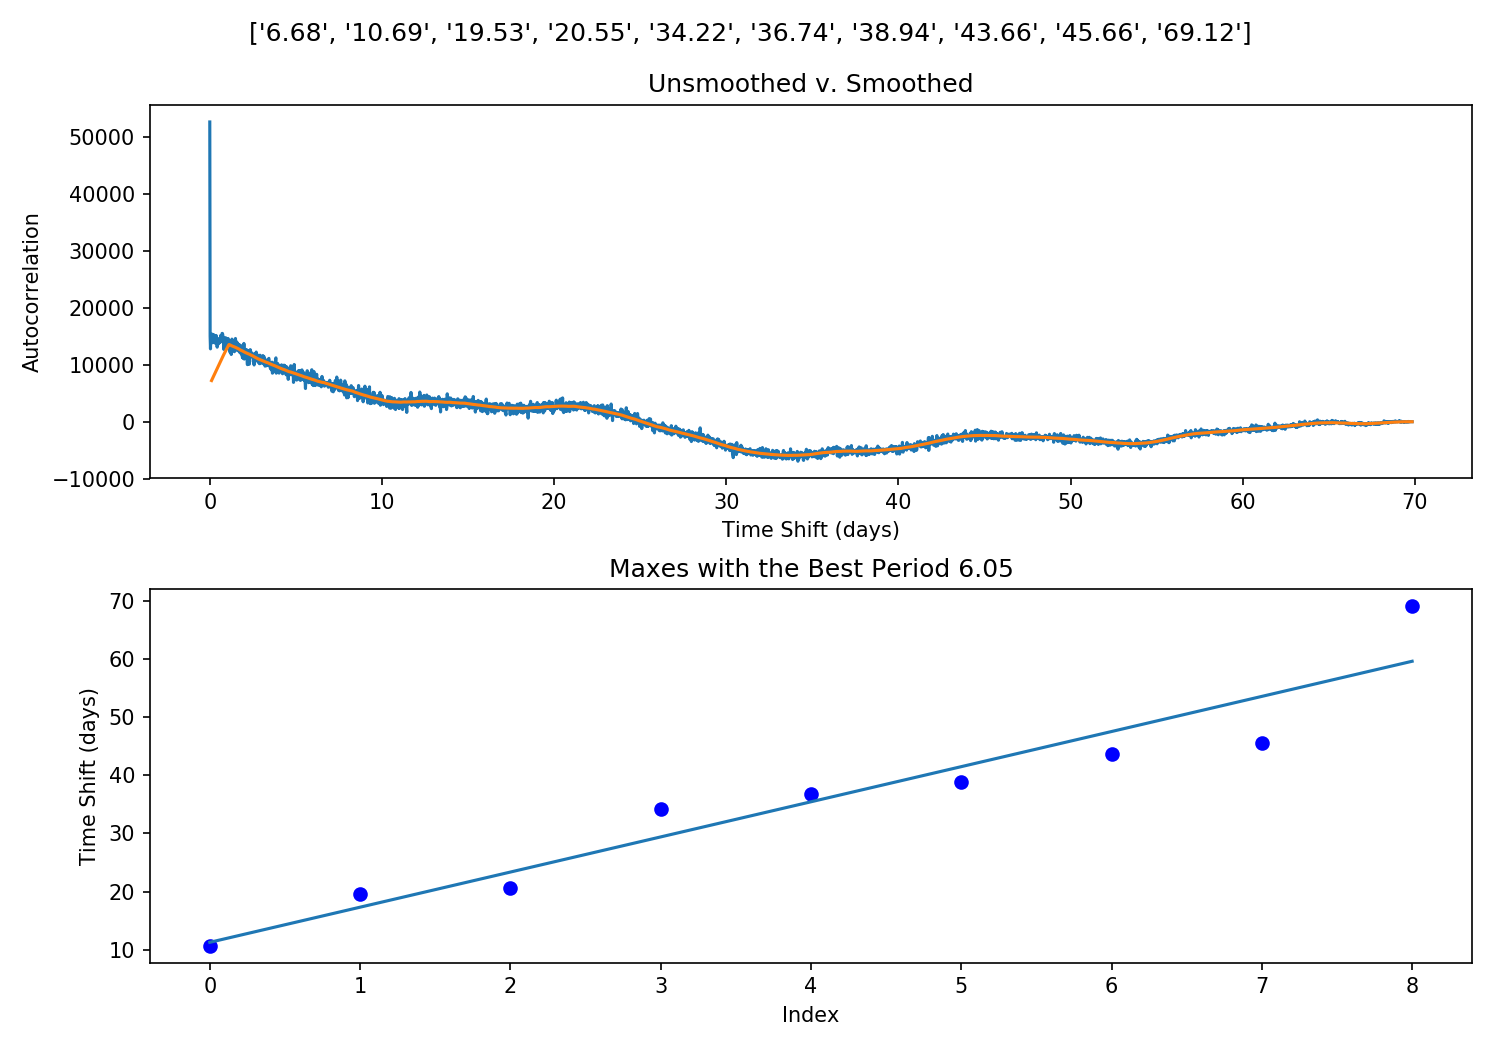 ['6.68', '10.69', '19.53', '20.55', '34.22', '36.74', '38.94', '43.66', '45.66', '69.12']
Unsmoothed v. Smoothed
Autocorrelation
50000
40000
30000
20000
10000
0
−10000
0 10 20 30 40 50 60 70
Time Shift (days)
Maxes with the Best Period 6.05
Time Shift (days)
70
60
50
40
30
20
10
0 1 2 3 4 5 6 7 8
Index